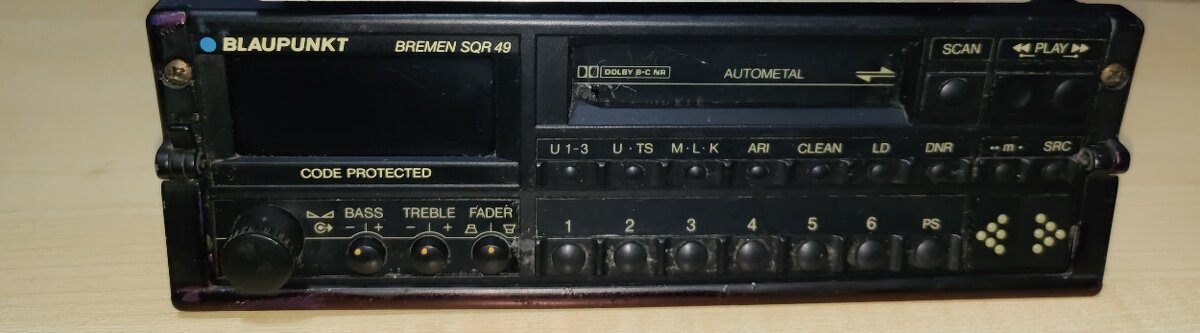 BLAUPUNKT BREMEN SQR 49
DOLBY B-C NR AUTOMETAL
SCAN PLAY
U 1-3 U·TS M·L·K ARI CLEAN LD DNR ··m· SRC
CODE PROTECTED
BASS TREBLE FADER
- + - +
1 2 3 4 5 6 PS